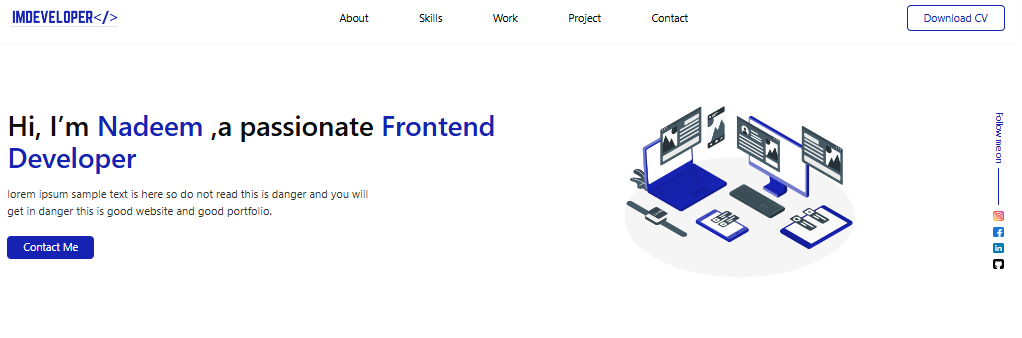 IMDEVELOPER</>
About
Skills
Work
Project
Contact
Download CV
Hi, I’m Nadeem ,a passionate Frontend
Developer
lorem ipsum sample text is here so do not read this is danger and you will
get in danger this is good website and good portfolio.
Contact Me
Follow me on